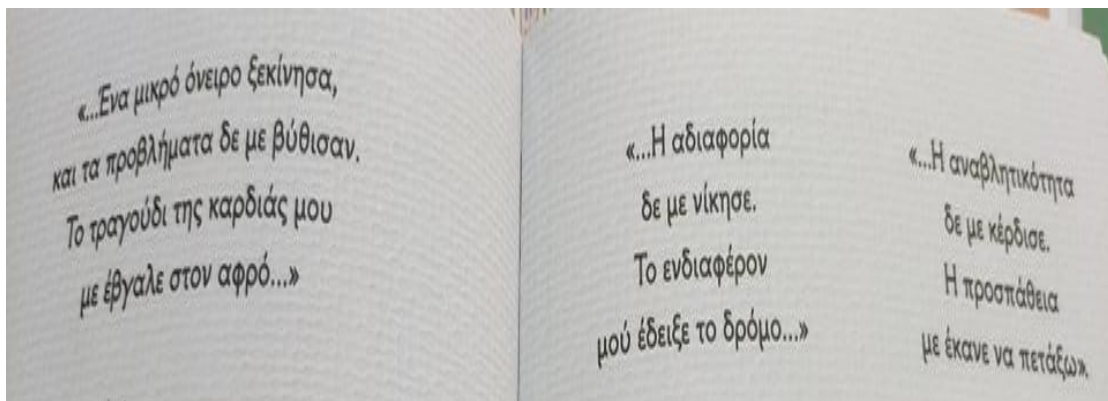 «...Ένα μικρό όνειρο ξεκίνησα,
και τα προβλήματα δε με βύθισαν.
Το τραγούδι της καρδιάς μου
με έβγαλε στον αφρό...»
«...Η αδιαφορία
δε με νίκησε.
Το ενδιαφέρον
μού έδειξε το δρόμο...»
«...Η αναβλητικότητα
δε με κέρδισε.
Η προσπάθεια
με έκανε να πετάξω».